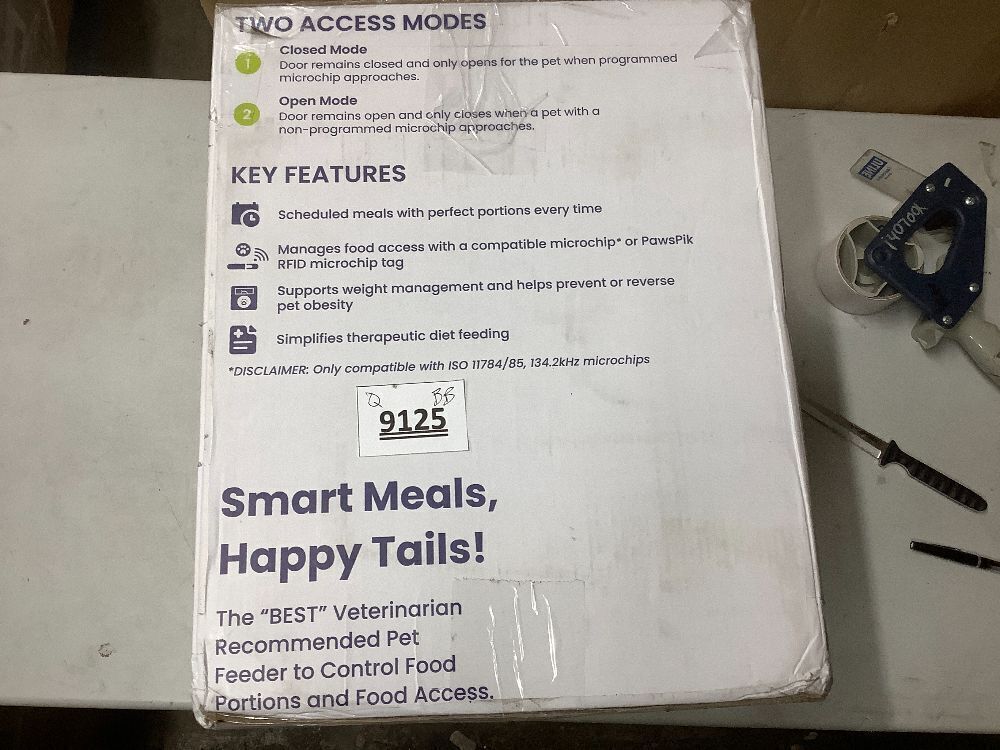 TWO ACCESS MODES
1
Closed Mode
Door remains closed and only opens for the pet when programmed
microchip approaches.
2
Open Mode
Door remains open and only closes when a pet with a
non-programmed microchip approaches.
KEY FEATURES
Scheduled meals with perfect portions every time
Manages food access with a compatible microchip* or PawsPik
RFID microchip tag
Supports weight management and helps prevent or reverse
pet obesity
Simplifies therapeutic diet feeding
*DISCLAIMER: Only compatible with ISO 11784/85, 134.2kHz microchips
Q BB
9125
Smart Meals,
Happy Tails!
The “BEST” Veterinarian
Recommended Pet
Feeder to Control Food
Portions and Food Access.